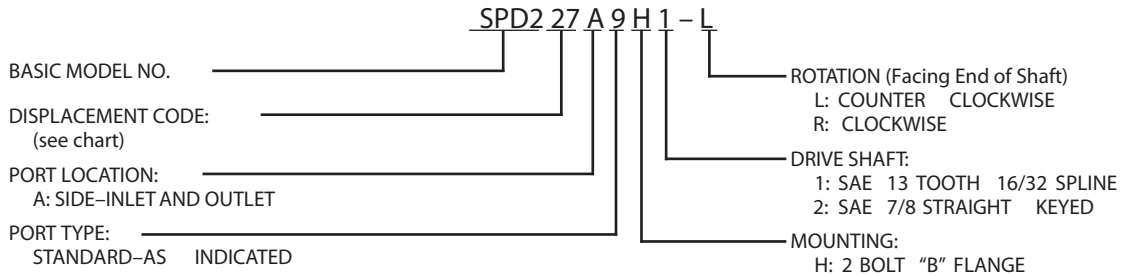 SPD2 27 A 9 H 1 – L
BASIC MODEL NO.
DISPLACEMENT CODE:
(see chart)
PORT LOCATION:
A: SIDE–INLET AND OUTLET
PORT TYPE:
STANDARD–AS INDICATED
ROTATION (Facing End of Shaft)
L: COUNTER CLOCKWISE
R: CLOCKWISE
DRIVE SHAFT:
1: SAE 13 TOOTH 16/32 SPLINE
2: SAE 7/8 STRAIGHT KEYED
MOUNTING:
H: 2 BOLT “B” FLANGE